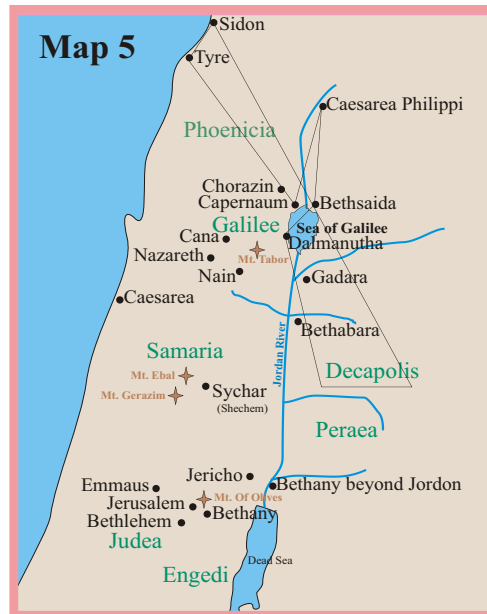 Sidon
Map 5
Tyre
Caesarea Philippi
Phoenicia
Chorazin
Capernaum
Bethsaida
Galilee
Sea of Galilee
Cana
Dalmanutha
Mt. Tabor
Nazareth
Nain
Gadara
Caesarea
Bethabara
Jordan River
Samaria
Decapolis
Mt. Ebal
Mt. Gerazim
Sychar
(Shechem)
Peraea
Jericho
Emmaus
Bethany beyond Jordon
Mt. Of Olives
Jerusalem
Bethany
Bethlehem
Judea
Dead Sea
Engedi